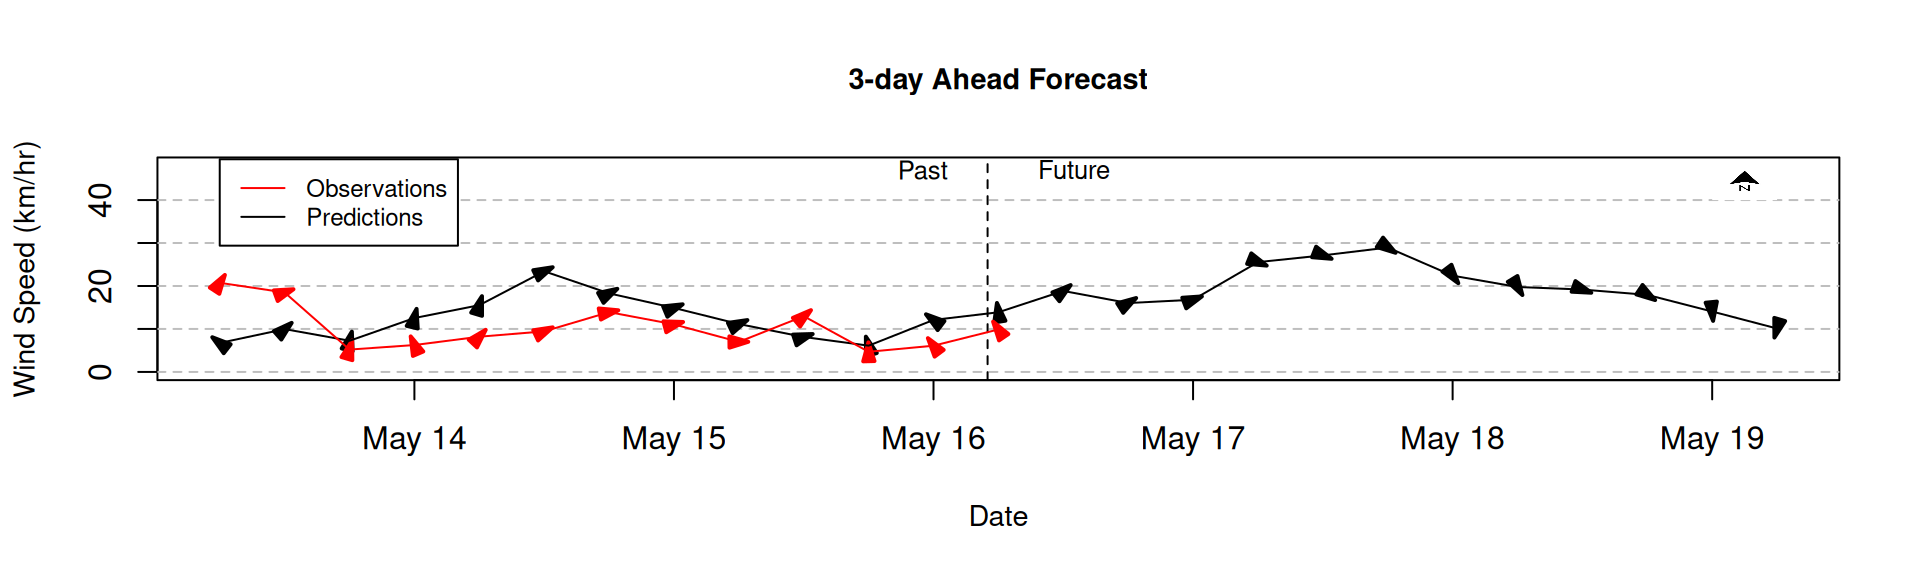 3-day Ahead Forecast
Wind Speed (km/hr)
40
20
0
Observations
Predictions
Past
Future
N
May 14
May 15
May 16
May 17
May 18
May 19
Date